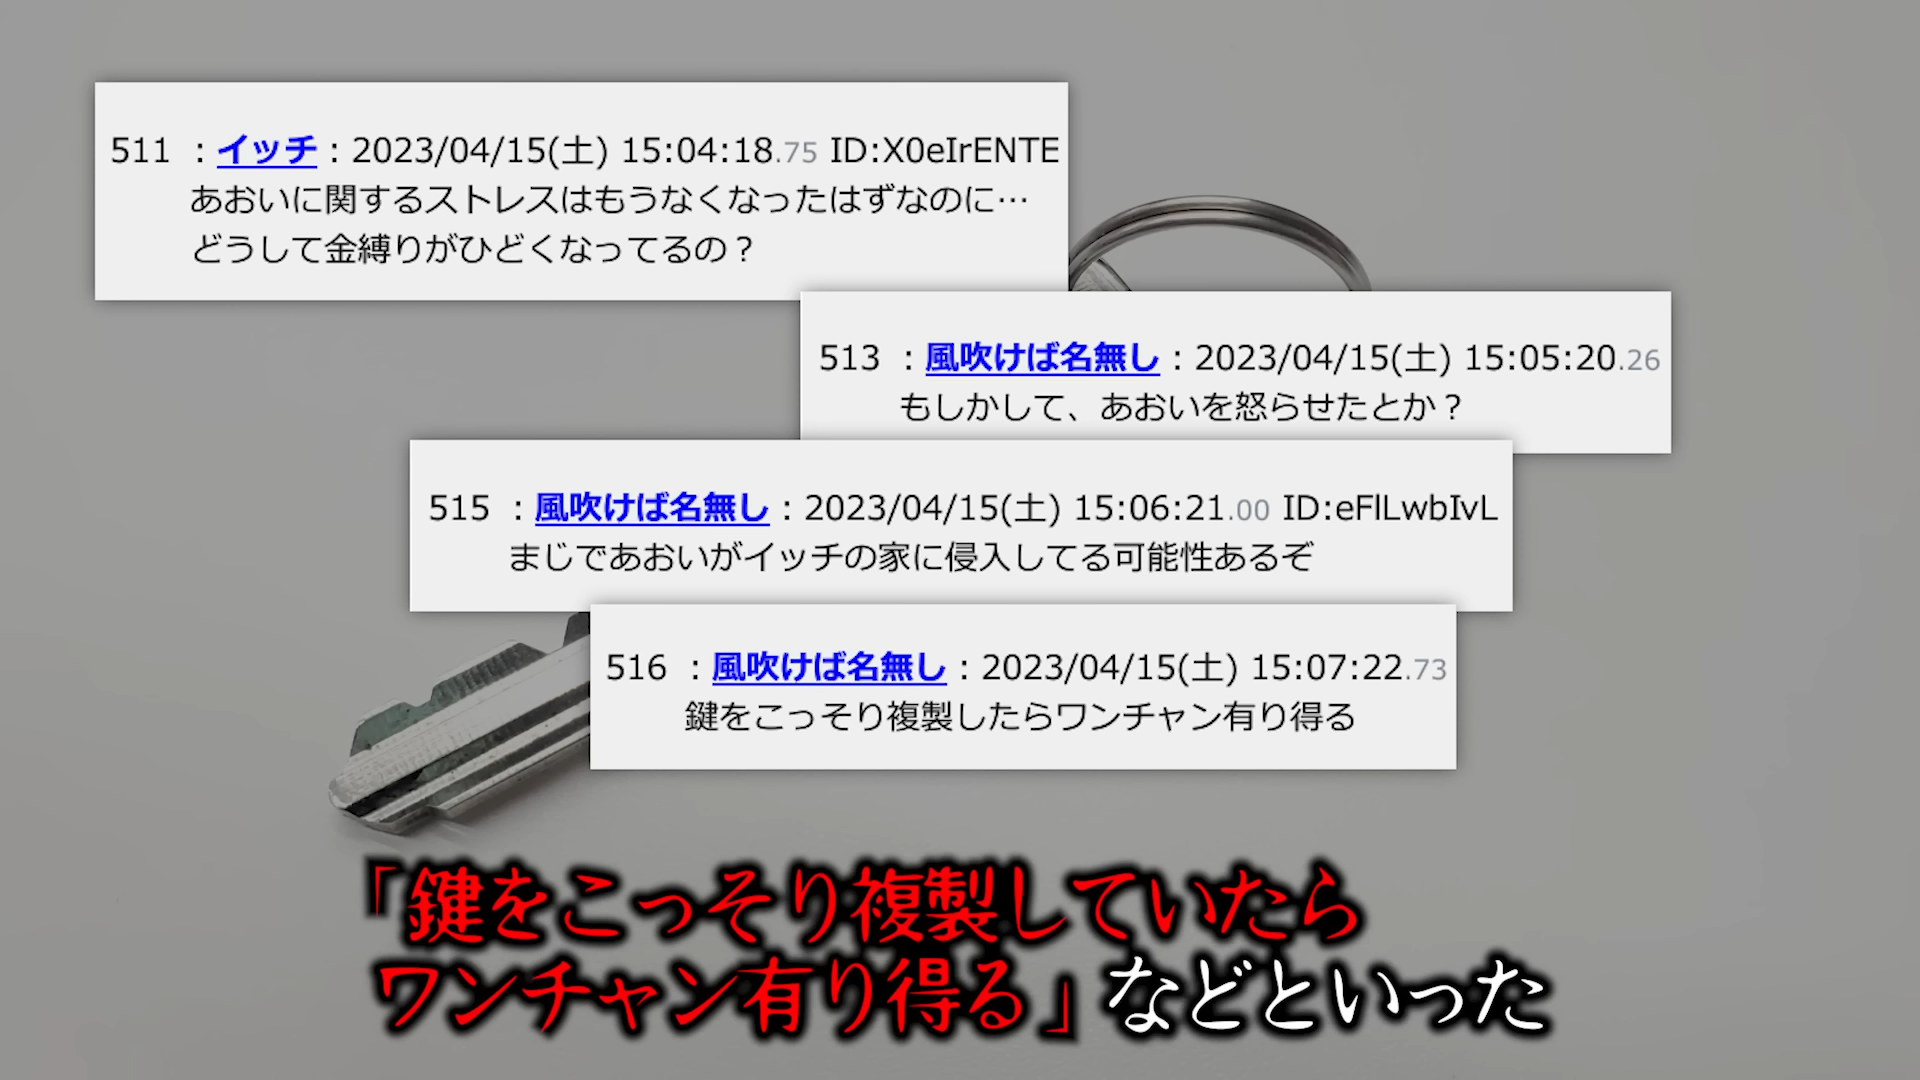 511 ：イッチ：2023/04/15(土) 15:04:18.75 ID:X0eIrENTE
あおいに関するストレスはもうなくなったはずなのに…
どうして金縛りがひどくなってるの？
513 ：風吹けば名無し：2023/04/15(土) 15:05:20.26
もしかして、あおいを怒らせたとか？
515 ：風吹けば名無し：2023/04/15(土) 15:06:21.00 ID:eFlLwbIvL
まじであおいがイッチの家に侵入してる可能性あるぞ
516 ：風吹けば名無し：2023/04/15(土) 15:07:22.73
鍵をこっそり複製したらワンチャン有り得る
「鍵をこっそり複製していたら
ワンチャン有り得る」などといった